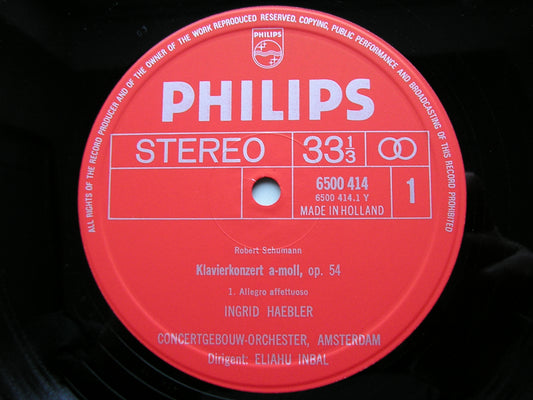 ALL RIGHTS OF THE RECORD PRODUCER AND OF THE OWNER OF THE WORK REPRODUCED RESERVED, COPYING, PUBLIC PERFORMANCE AND BROADCASTING OF THIS RECORD PROHIBITED
PHILIPS
PHILIPS
STEREO 33 1/3
6500 414
6500 414.1 Y
1
MADE IN HOLLAND
Robert Schumann
Klavierkonzert a-moll, op. 54
1. Allegro affettuoso
INGRID HAEBLER
CONCERTGEBOUW-ORCHESTER, AMSTERDAM
Dirigent: ELIAHU INBAL